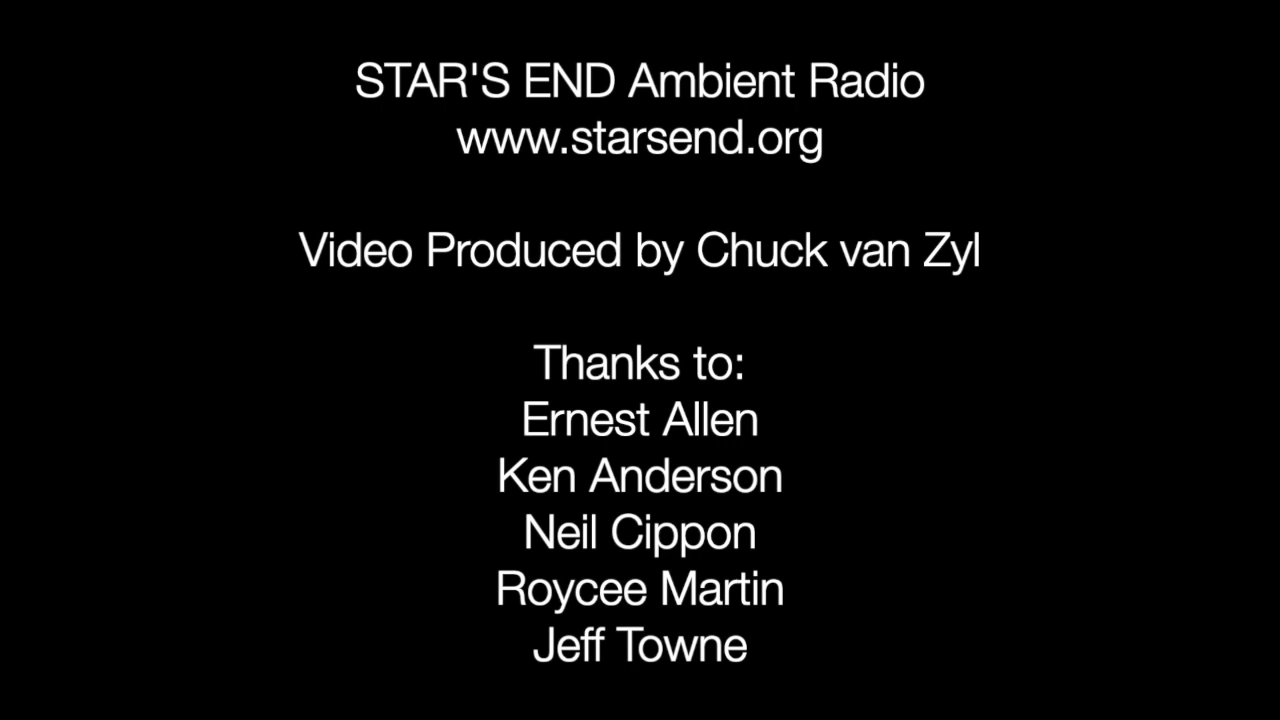 STAR'S END Ambient Radio
www.starsend.org
Video Produced by Chuck van Zyl
Thanks to:
Ernest Allen
Ken Anderson
Neil Cippon
Roycee Martin
Jeff Towne